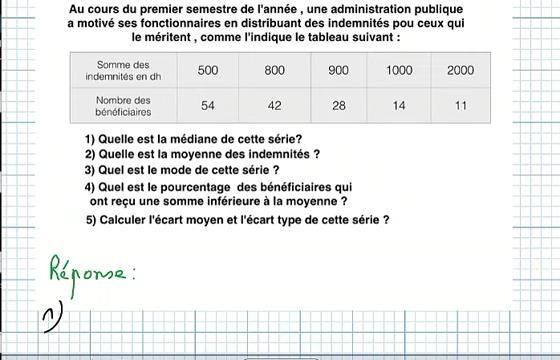 Au cours du premier semestre de l'année , une administration publique
a motivé ses fonctionnaires en distribuant des indemnités pou ceux qui
le méritent , comme l'indique le tableau suivant :
Somme des
indemnités en dh
500 800 900 1000 2000
Nombre des
bénéficiaires
54 42 28 14 11
1) Quelle est la médiane de cette série?
2) Quelle est la moyenne des indemnités ?
3) Quel est le mode de cette série ?
4) Quel est le pourcentage des bénéficiaires qui
ont reçu une somme inférieure à la moyenne ?
5) Calculer l'écart moyen et l'écart type de cette série ?
Réponse :
1)